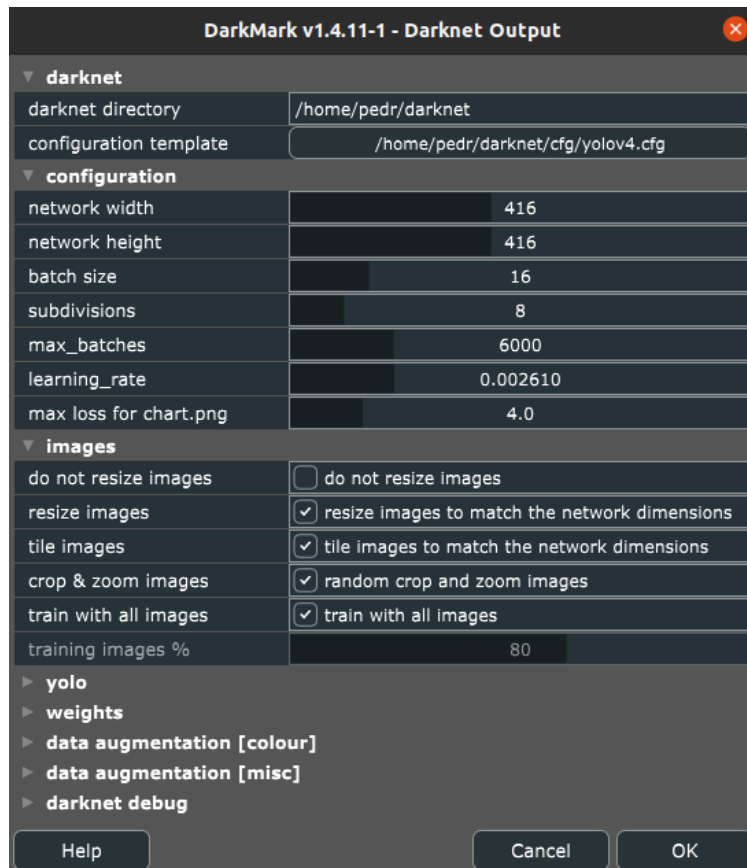 DarkMark v1.4.11-1 - Darknet Output
darknet
darknet directory /home/pedr/darknet
configuration template /home/pedr/darknet/cfg/yolov4.cfg
configuration
network width 416
network height 416
batch size 16
subdivisions 8
max_batches 6000
learning_rate 0.002610
max loss for chart.png 4.0
images
do not resize images do not resize images
resize images resize images to match the network dimensions
tile images tile images to match the network dimensions
crop & zoom images random crop and zoom images
train with all images train with all images
training images % 80
yolo
weights
data augmentation [colour]
data augmentation [misc]
darknet debug
Help Cancel OK